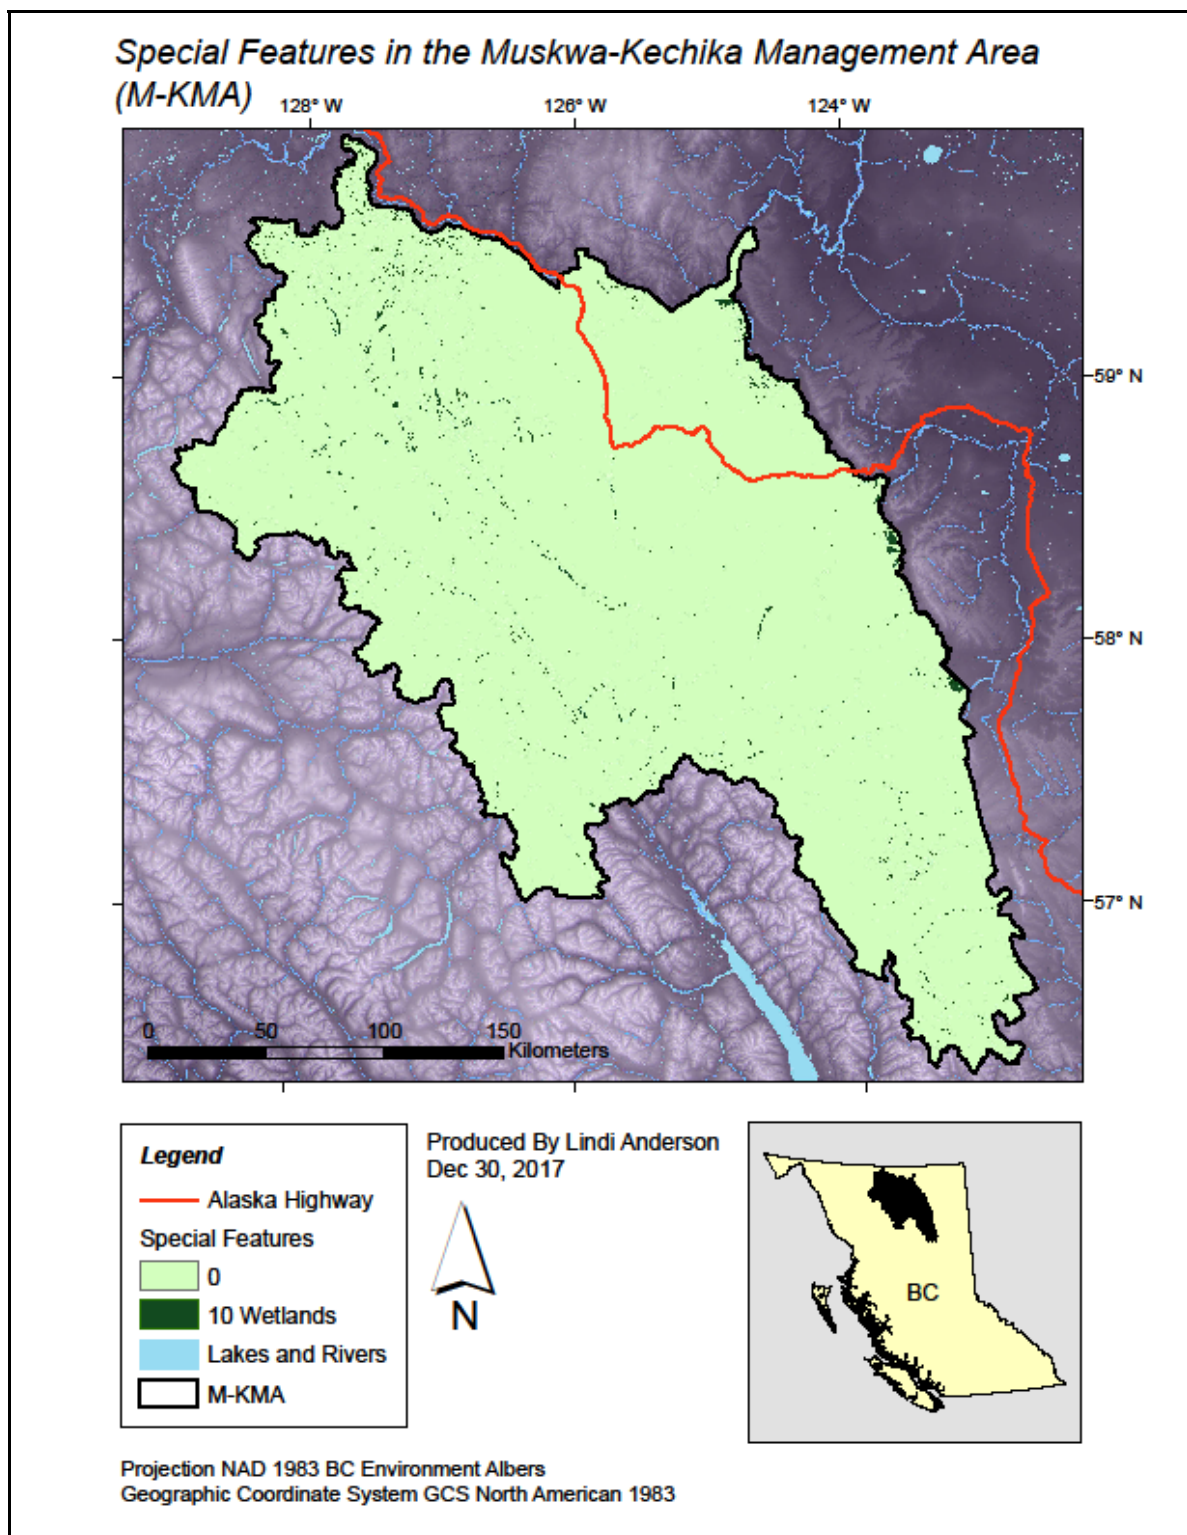 Special Features in the Muskwa-Kechika Management Area
(M-KMA)
128° W
126° W
124° W
59° N
58° N
57° N
0
50
100
150
Kilometers
Legend
Alaska Highway
Special Features
0
10 Wetlands
Lakes and Rivers
M-KMA
Produced By Lindi Anderson
Dec 30, 2017
N
BC
Projection NAD 1983 BC Environment Albers
Geographic Coordinate System GCS North American 1983